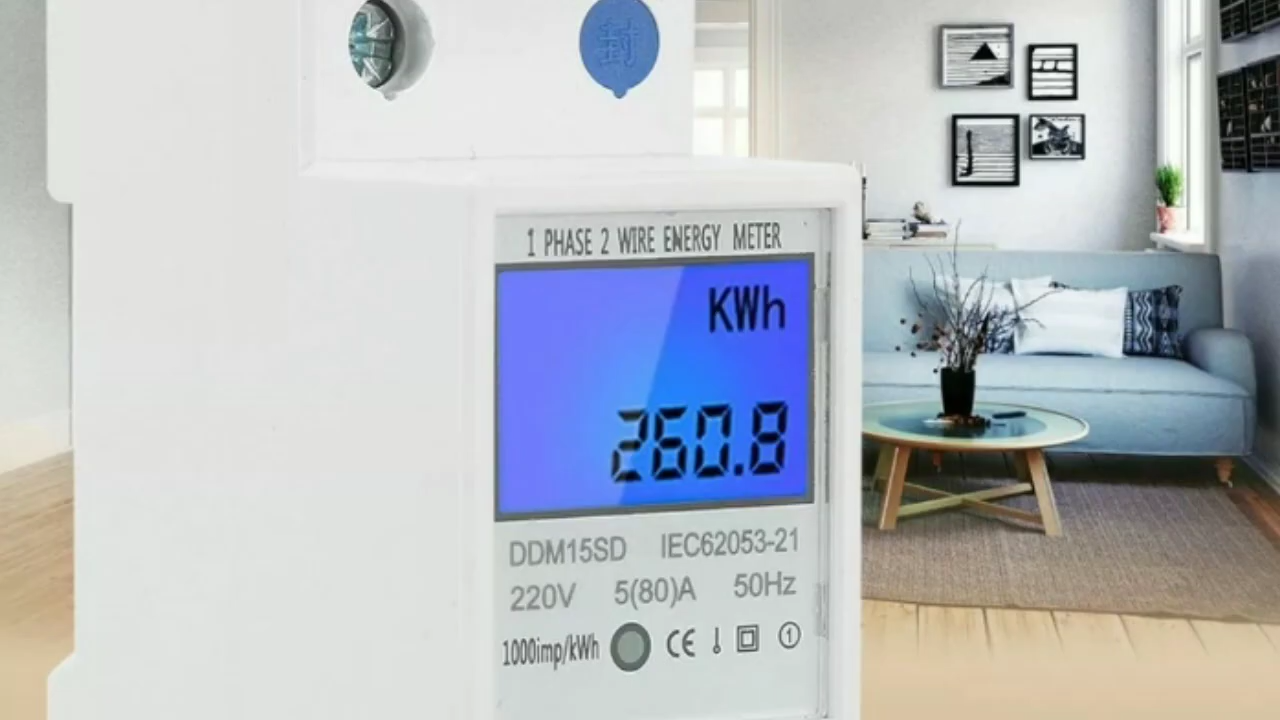 封
1 PHASE 2 WIRE ENERGY METER
KWh
260.8
DDM15SD IEC62053-21
220V 5(80)A 50Hz
1000imp/kWh CE 1